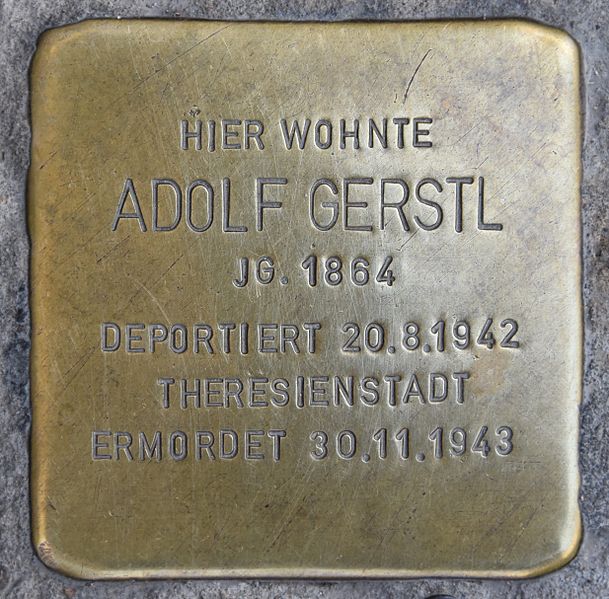 HIER WOHNTE
ADOLF GERSTL
JG. 1864
DEPORTIERT 20.8.1942
THERESIENSTADT
ERMORDET 30.11.1943